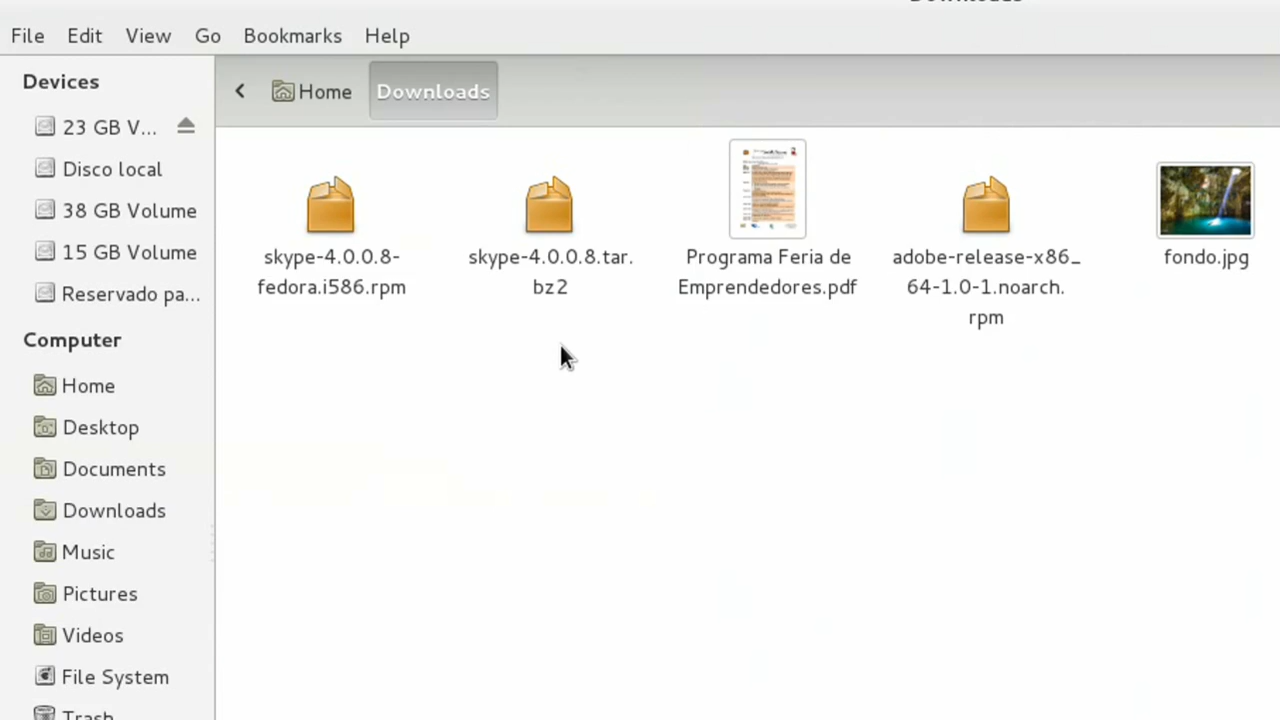 Downloads
File Edit View Go Bookmarks Help
Devices
23 GB V...
Disco local
38 GB Volume
15 GB Volume
Reservado pa...
Computer
Home
Desktop
Documents
Downloads
Music
Pictures
Videos
File System
Trash
Home Downloads
skype-4.0.0.8-
fedora.i586.rpm
skype-4.0.0.8.tar.
bz2
Programa Feria de
Emprendedores.pdf
adobe-release-x86_
64-1.0-1.noarch.
rpm
fondo.jpg